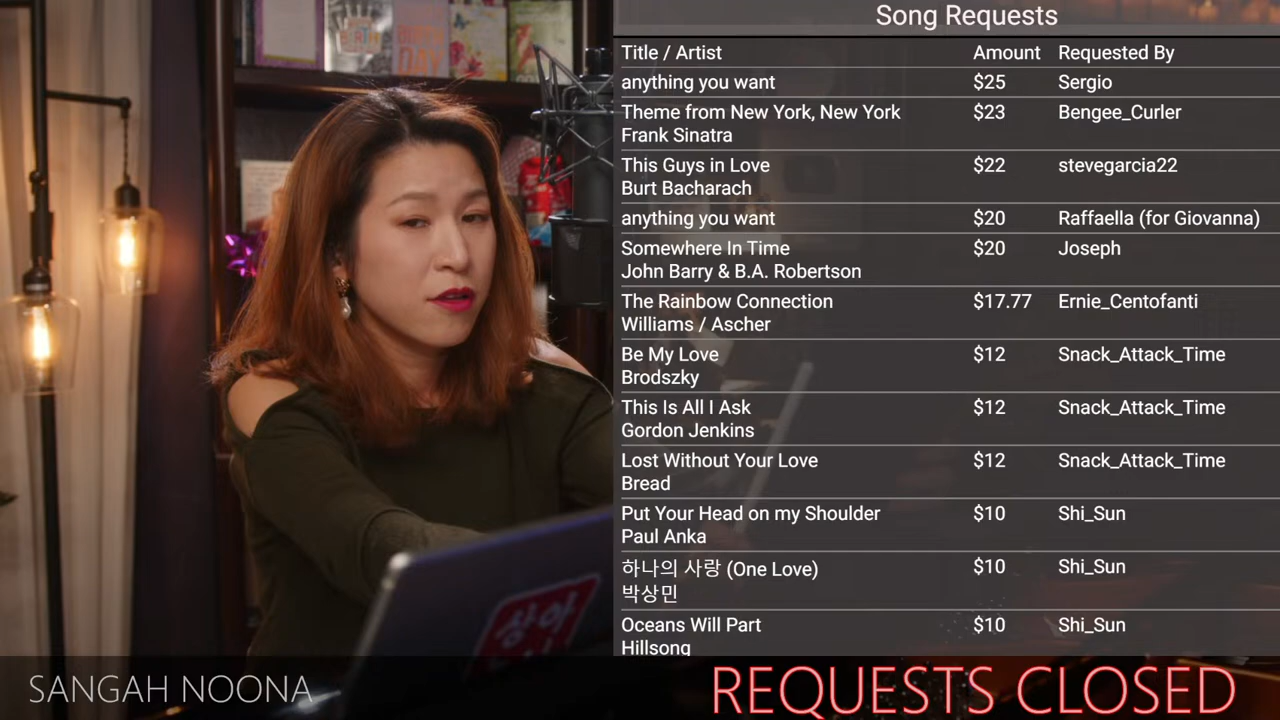 Song Requests
Title / Artist Amount Requested By
anything you want $25 Sergio
Theme from New York, New York $23 Bengee_Curler
Frank Sinatra
This Guys in Love $22 stevegarcia22
Burt Bacharach
anything you want $20 Raffaella (for Giovanna)
Somewhere In Time $20 Joseph
John Barry & B.A. Robertson
The Rainbow Connection $17.77 Ernie_Centofanti
Williams / Ascher
Be My Love $12 Snack_Attack_Time
Brodszky
This Is All I Ask $12 Snack_Attack_Time
Gordon Jenkins
Lost Without Your Love $12 Snack_Attack_Time
Bread
Put Your Head on my Shoulder $10 Shi_Sun
Paul Anka
하나의 사랑 (One Love) $10 Shi_Sun
박상민
Oceans Will Part $10 Shi_Sun
Hillsong
상아
SANGAH NOONA
REQUESTS CLOSED